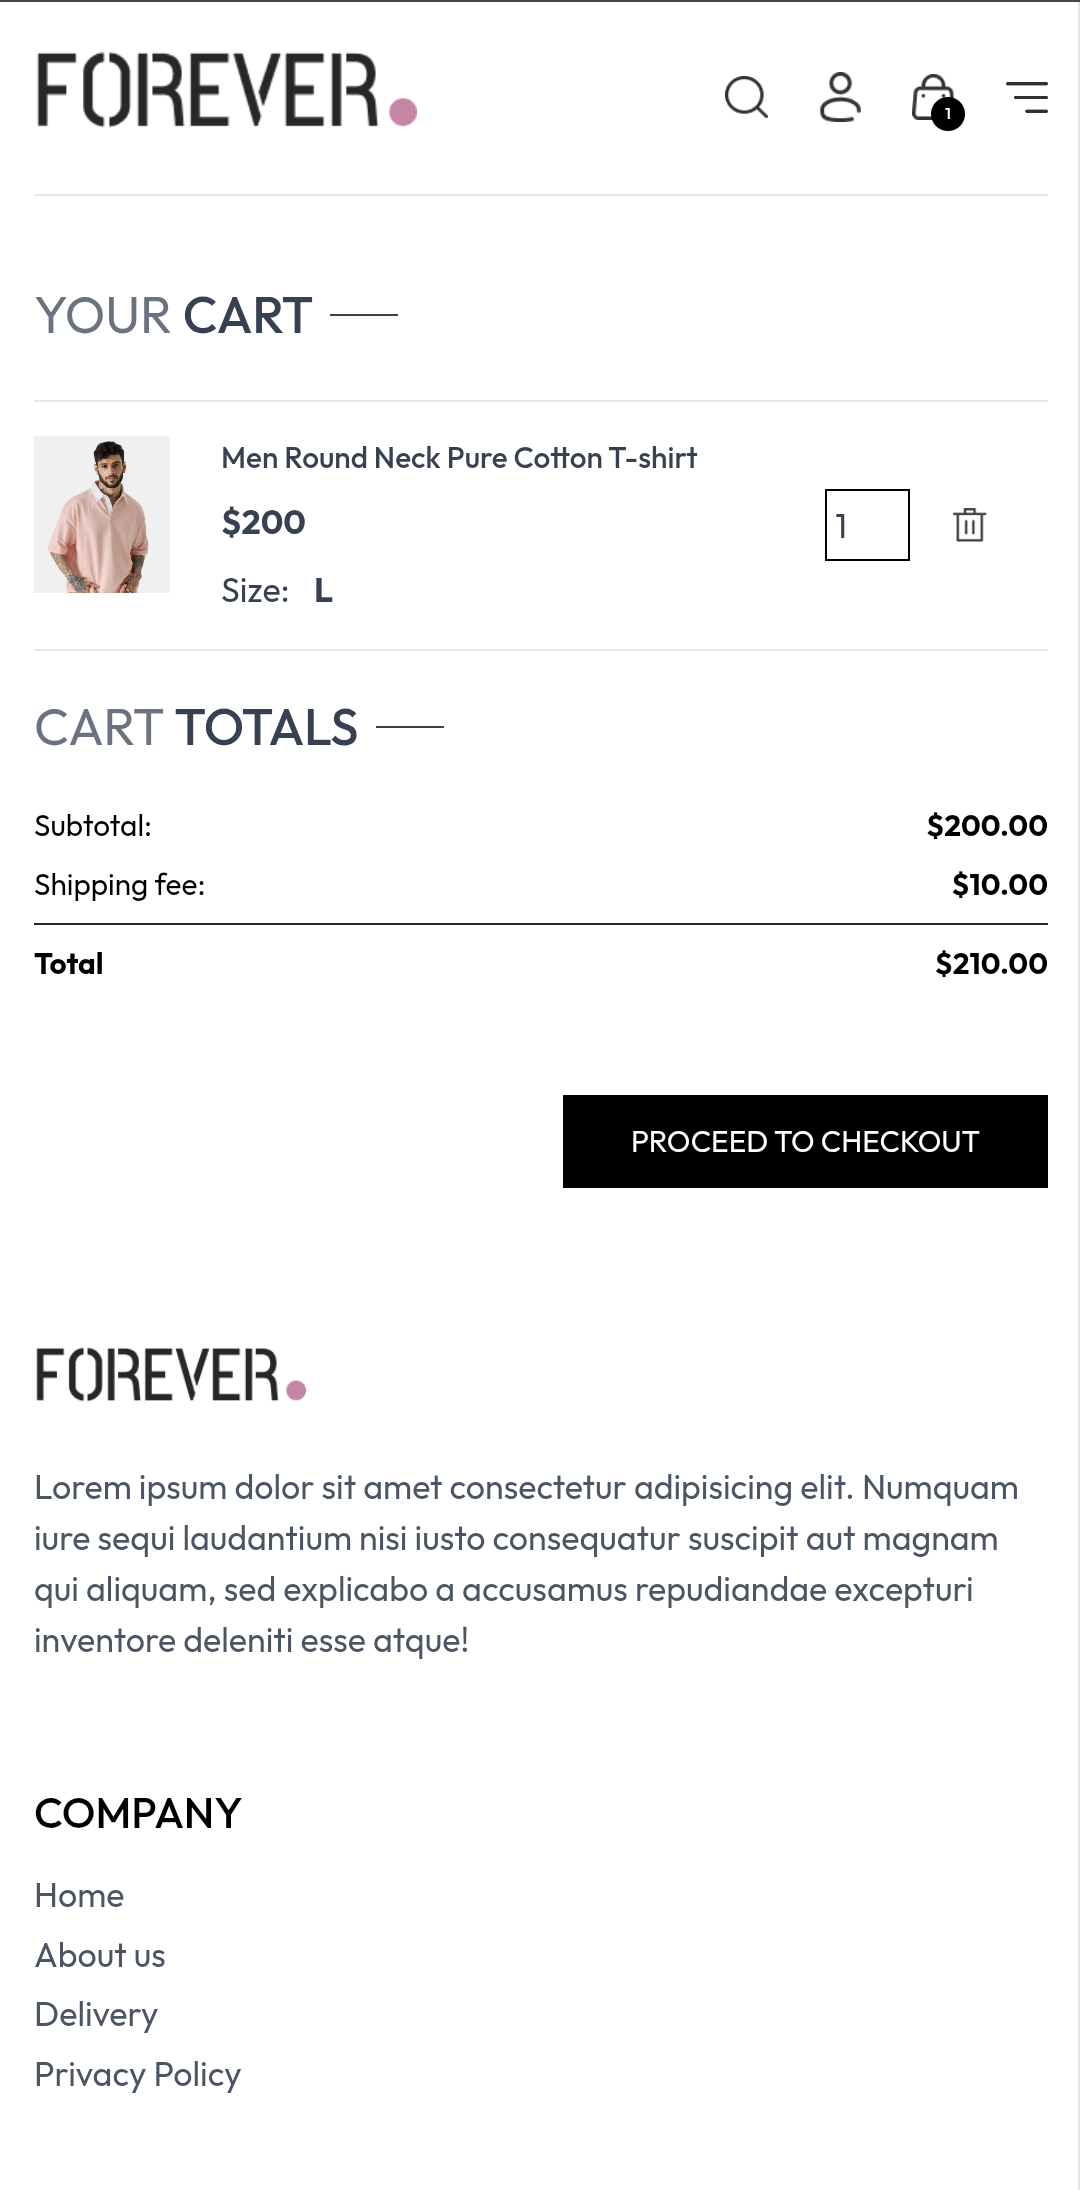 FOREVER.
1
YOUR CART
Men Round Neck Pure Cotton T-shirt
$200
1
Size: L
CART TOTALS
Subtotal: $200.00
Shipping fee: $10.00
Total $210.00
PROCEED TO CHECKOUT
FOREVER.
Lorem ipsum dolor sit amet consectetur adipisicing elit. Numquam
iure sequi laudantium nisi iusto consequatur suscipit aut magnam
qui aliquam, sed explicabo a accusamus repudiandae excepturi
inventore deleniti esse atque!
COMPANY
Home
About us
Delivery
Privacy Policy